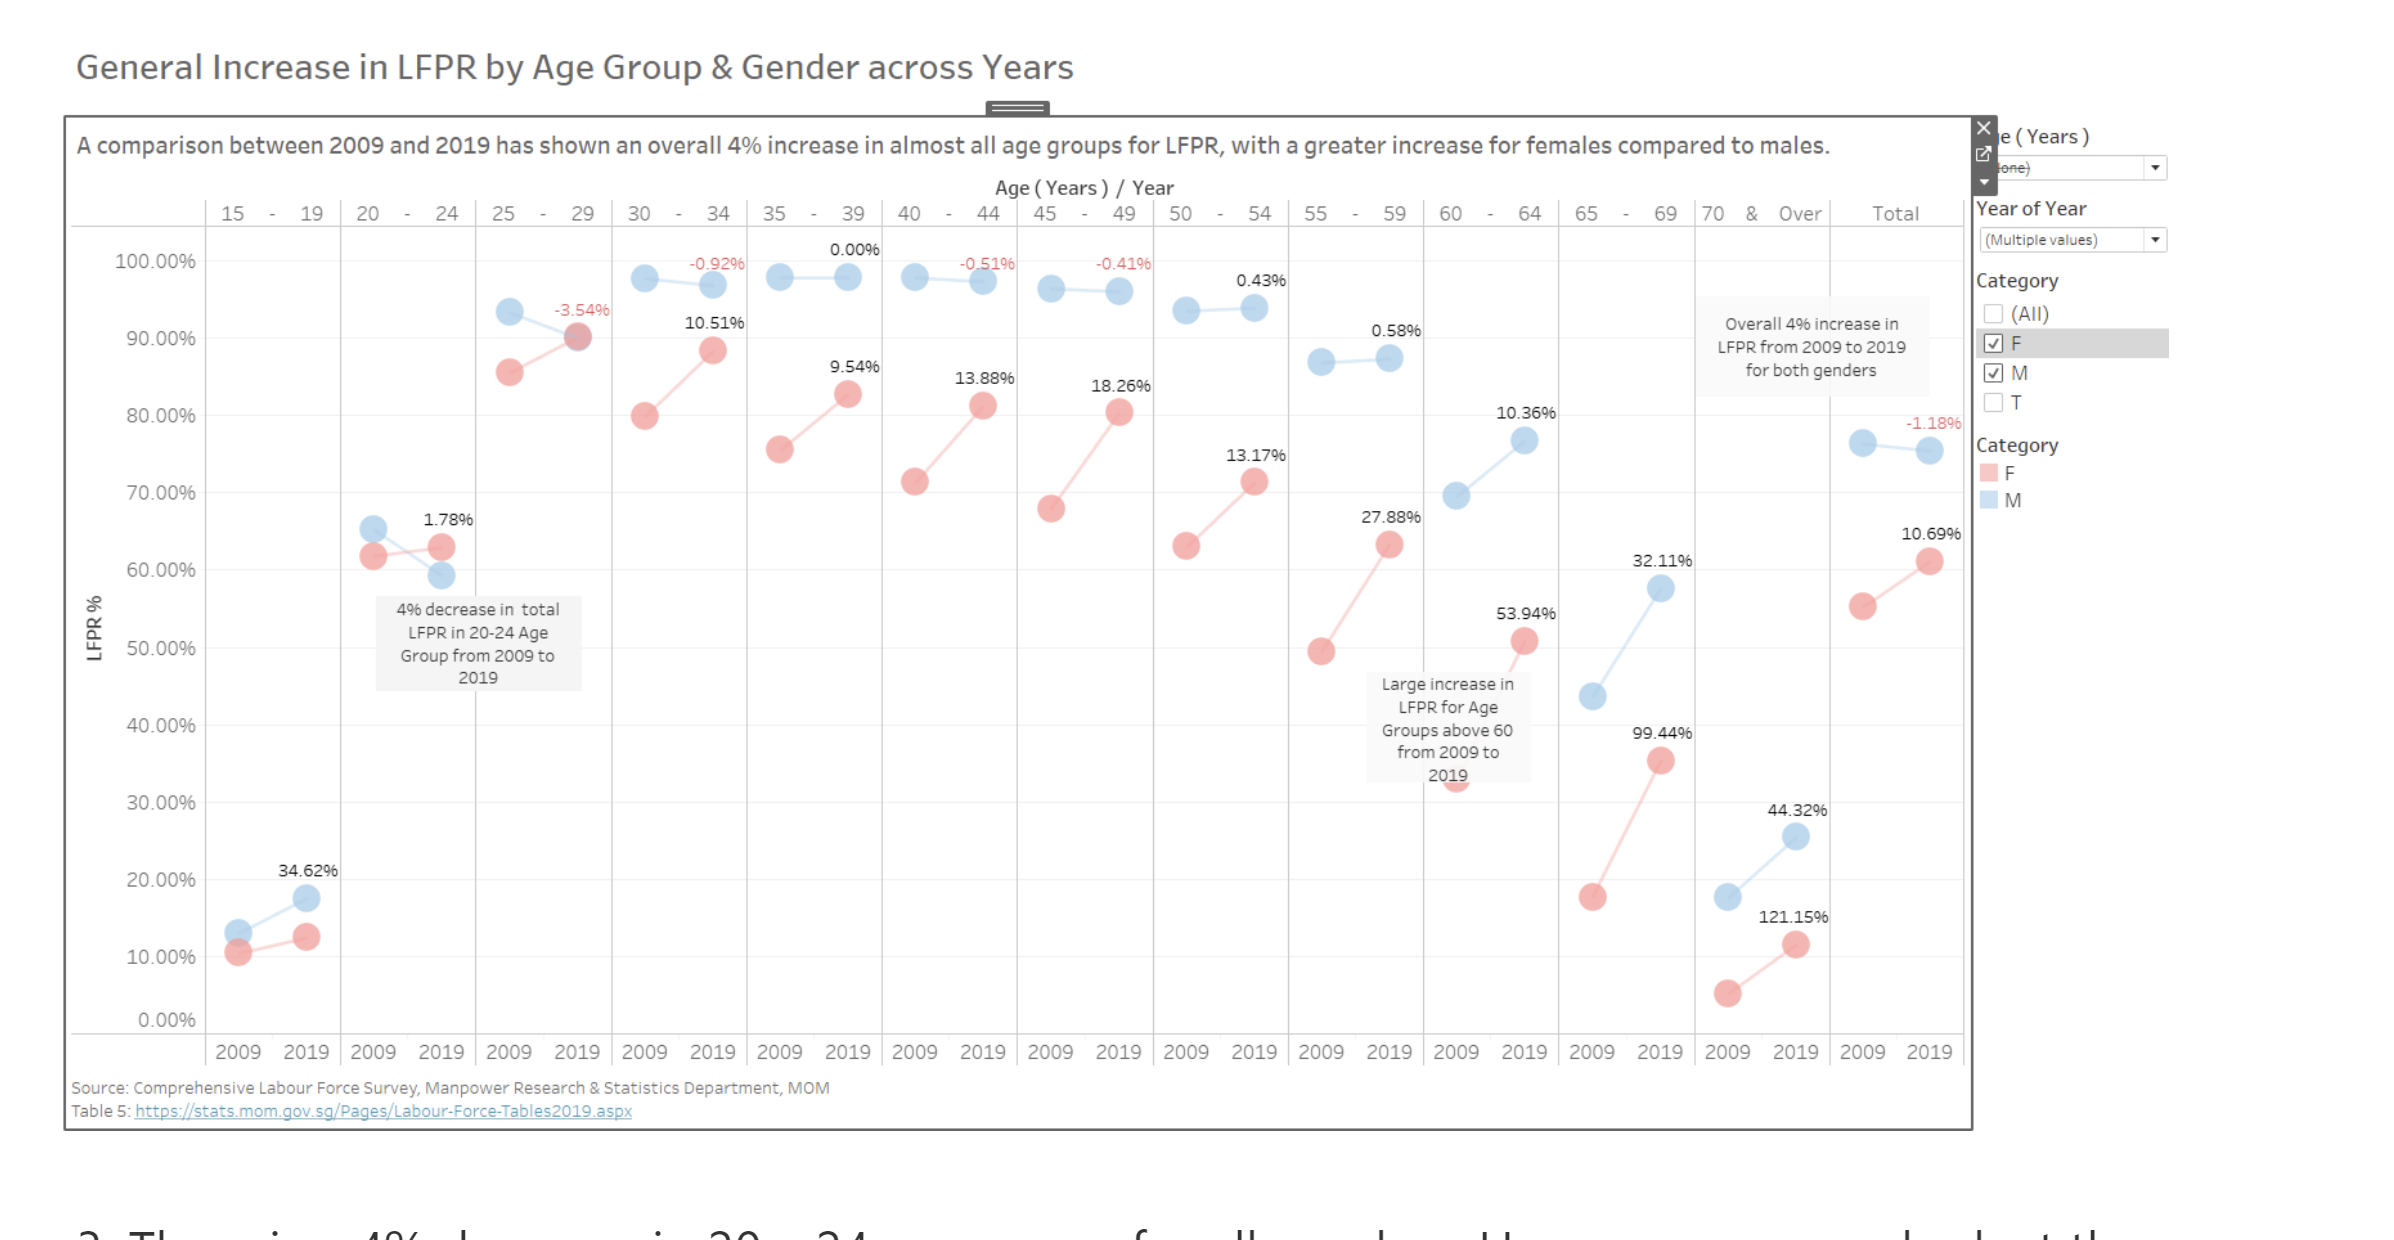 General Increase in LFPR by Age Group & Gender across Years
A comparison between 2009 and 2019 has shown an overall 4% increase in almost all age groups for LFPR, with a greater increase for females compared to males.
Age ( Years ) / Year
15 - 19 20 - 24 25 - 29 30 - 34 35 - 39 40 - 44 45 - 49 50 - 54 55 - 59 60 - 64 65 - 69 70 & Over Total
LFPR %
100.00%
90.00%
80.00%
70.00%
60.00%
50.00%
40.00%
30.00%
20.00%
10.00%
0.00%
34.62%
1.78%
4% decrease in total
LFPR in 20-24 Age
Group from 2009 to
2019
-3.54%
-0.92%
10.51%
0.00%
9.54%
-0.51%
13.88%
-0.41%
18.26%
0.43%
13.17%
0.58%
27.88%
10.36%
53.94%
Large increase in
LFPR for Age
Groups above 60
from 2009 to
2019
32.11%
99.44%
44.32%
121.15%
Overall 4% increase in
LFPR from 2009 to 2019
for both genders
-1.18%
10.69%
2009 2019 2009 2019 2009 2019 2009 2019 2009 2019 2009 2019 2009 2019 2009 2019 2009 2019 2009 2019 2009 2019 2009 2019 2009 2019
Source: Comprehensive Labour Force Survey, Manpower Research & Statistics Department, MOM
Table 5: https://stats.mom.gov.sg/Pages/Labour-Force-Tables2019.aspx
( Years )
Year of Year
(Multiple values)
Category
(All)
F
M
T
Category
F
M